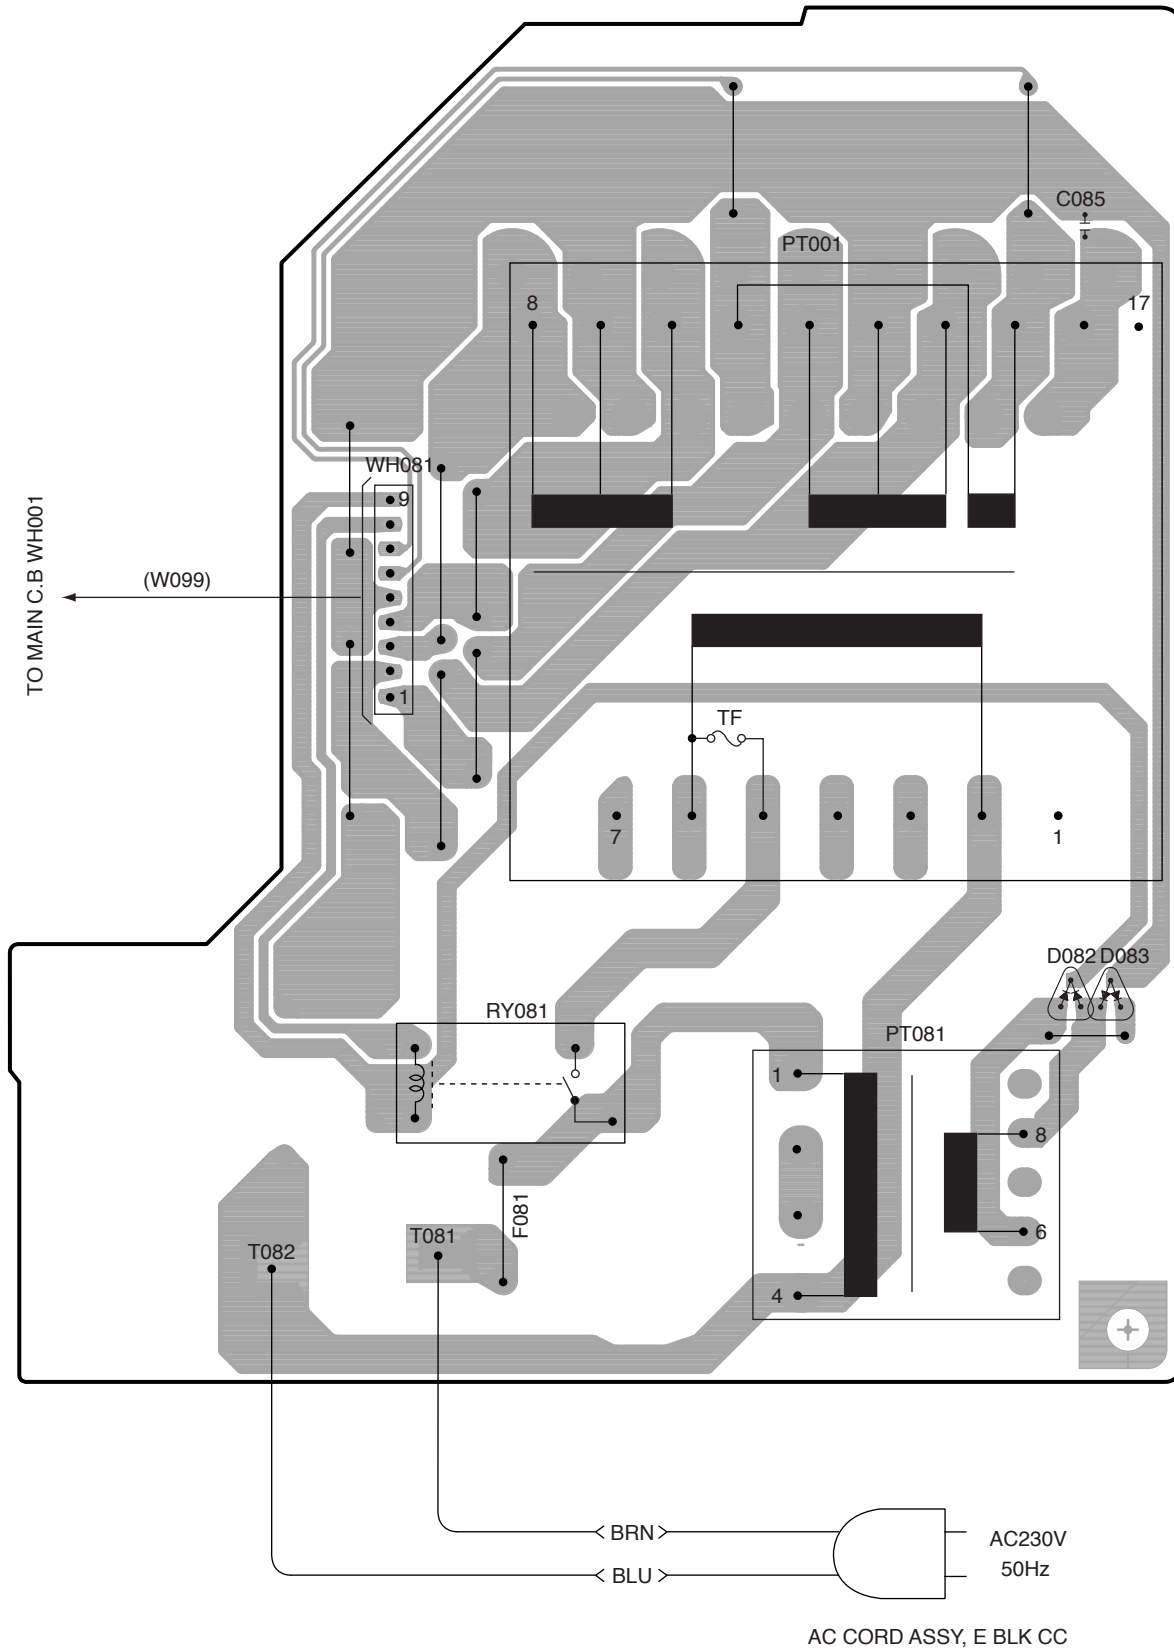 C085
PT001
8
17
WH081
9
TO MAIN C.B WH001
(W099)
1
TF
7
1
D082 D083
RY081
PT081
1
8
F081
T081
T082
6
4
BRN
AC230V
BLU
50Hz
AC CORD ASSY, E BLK CC